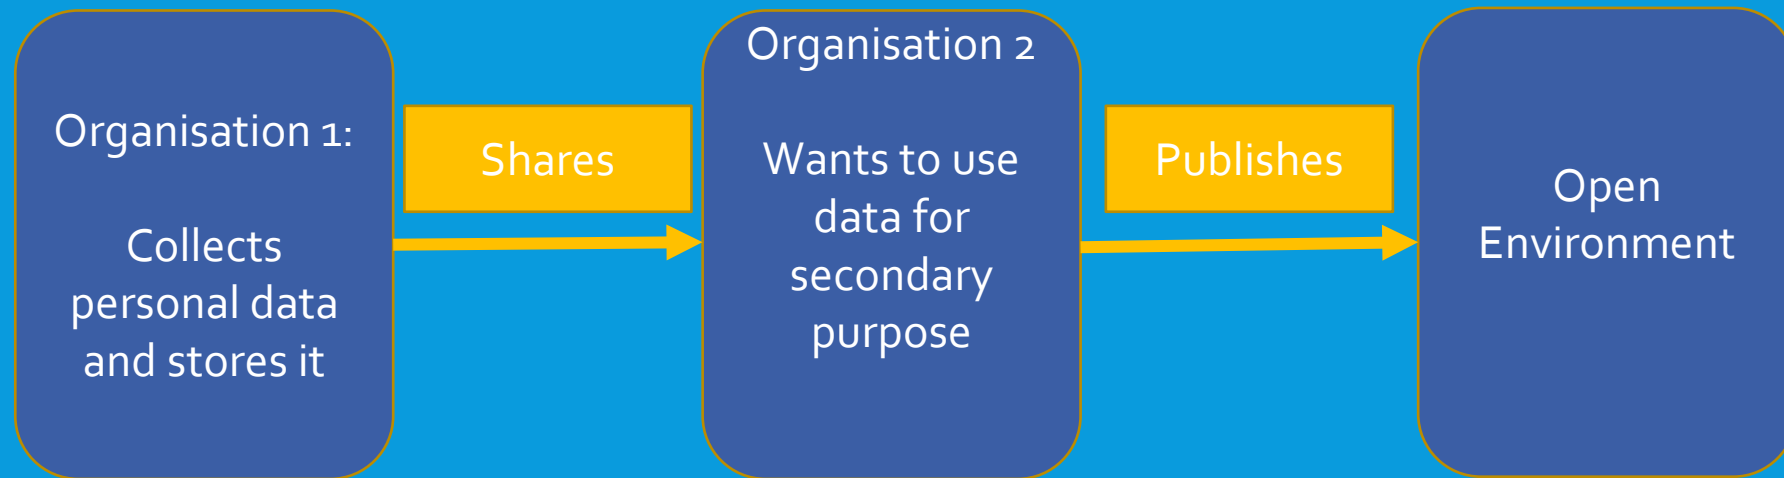 Organisation 1:
Collects
personal data
and stores it
Shares
Organisation 2
Wants to use
data for
secondary
purpose
Publishes
Open
Environment